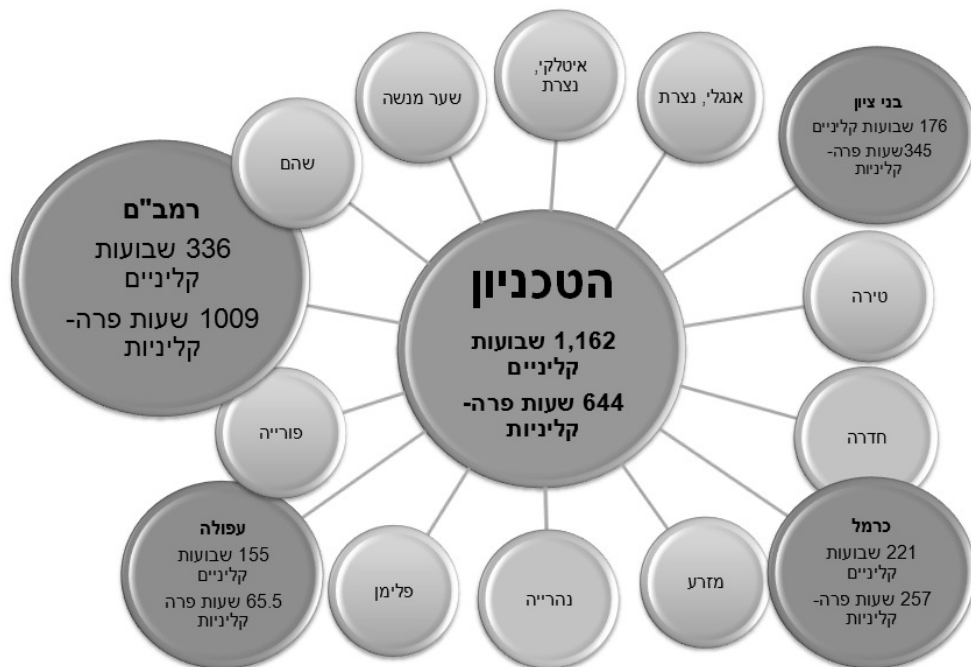 איטלקי,
נצרת
אנגלי, נצרת
שער מנשה
שהם
בני ציון
176 שבועות קליניים
345שעות פרה-
קליניות
רמב"ם
336 שבועות
קליניים
1009 שעות פרה-
קליניות
הטכניון
1,162 שבועות
קליניים
644 שעות פרה-
קליניות
טירה
חדרה
פורייה
עפולה
155 שבועות
קליניים
65.5 שעות פרה
קליניות
כרמל
221 שבועות
קליניים
257 שעות פרה-
קליניות
פלימן
נהרייה
מזרע